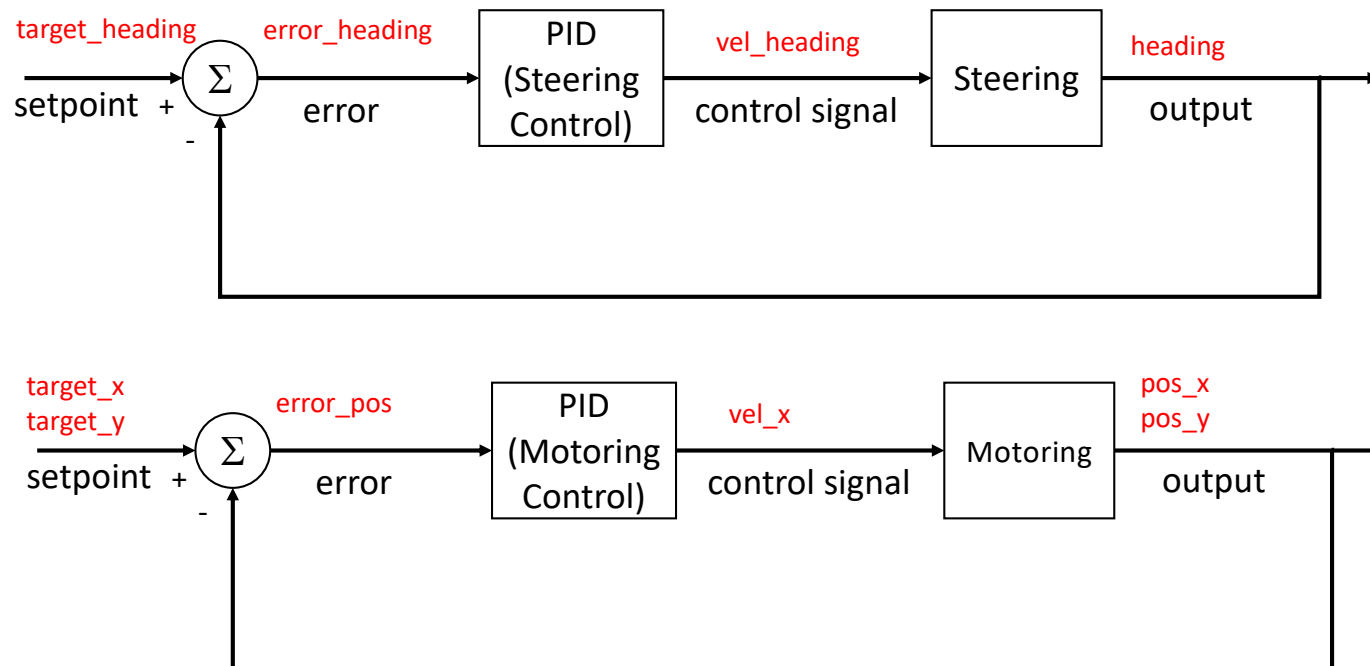 target_heading
error_heading
PID
(Steering
Control)
vel_heading
Steering
heading
Σ
setpoint +
-
error
control signal
output
target_x
target_y
error_pos
PID
(Motoring
Control)
vel_x
Motoring
pos_x
pos_y
Σ
setpoint +
-
error
control signal
output